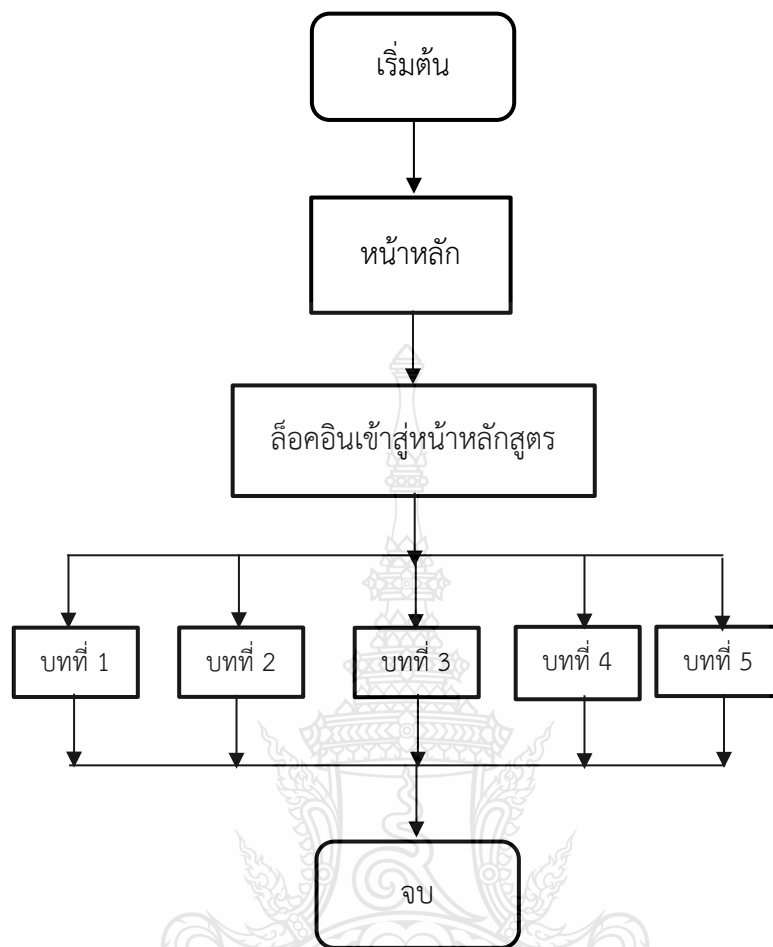 เริ่มต้น
หน้าหลัก
ล็อคอินเข้าสู่หน้าหลักสูตร
บทที่ 1
บทที่ 2
บทที่ 3
บทที่ 4
บทที่ 5
จบ